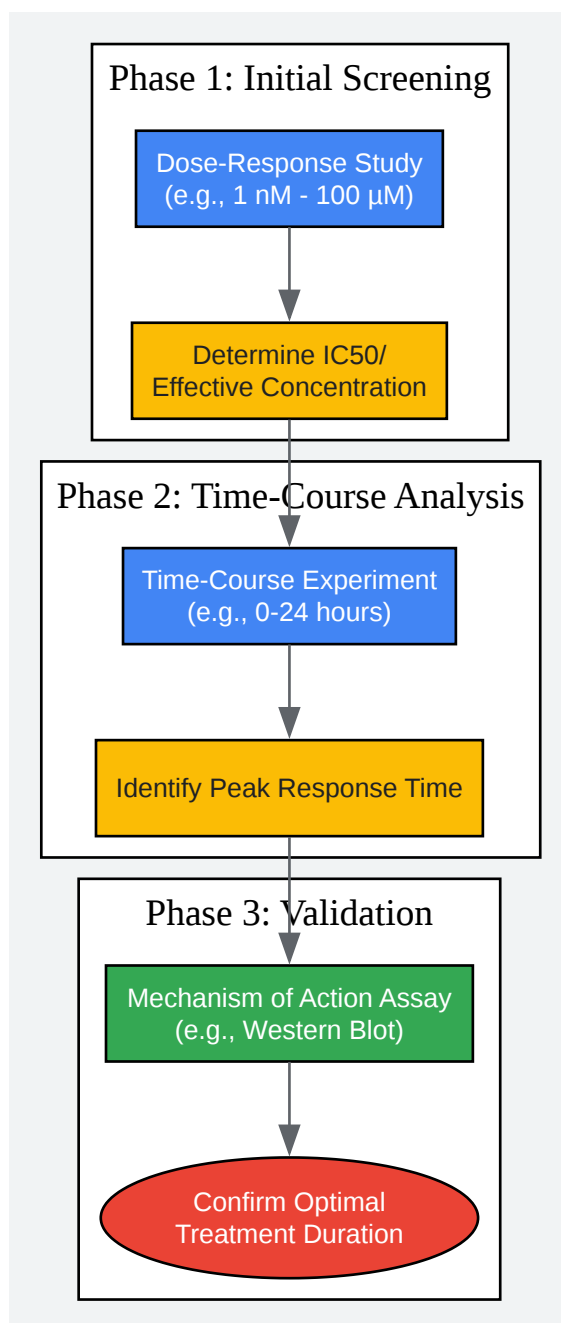 Phase 1: Initial Screening
Dose-Response Study
(e.g., 1 nM - 100 µM)
Determine IC50/
Effective Concentration
Phase 2: Time-Course Analysis
Time-Course Experiment
(e.g., 0-24 hours)
Identify Peak Response Time
Phase 3: Validation
Mechanism of Action Assay
(e.g., Western Blot)
Confirm Optimal
Treatment Duration